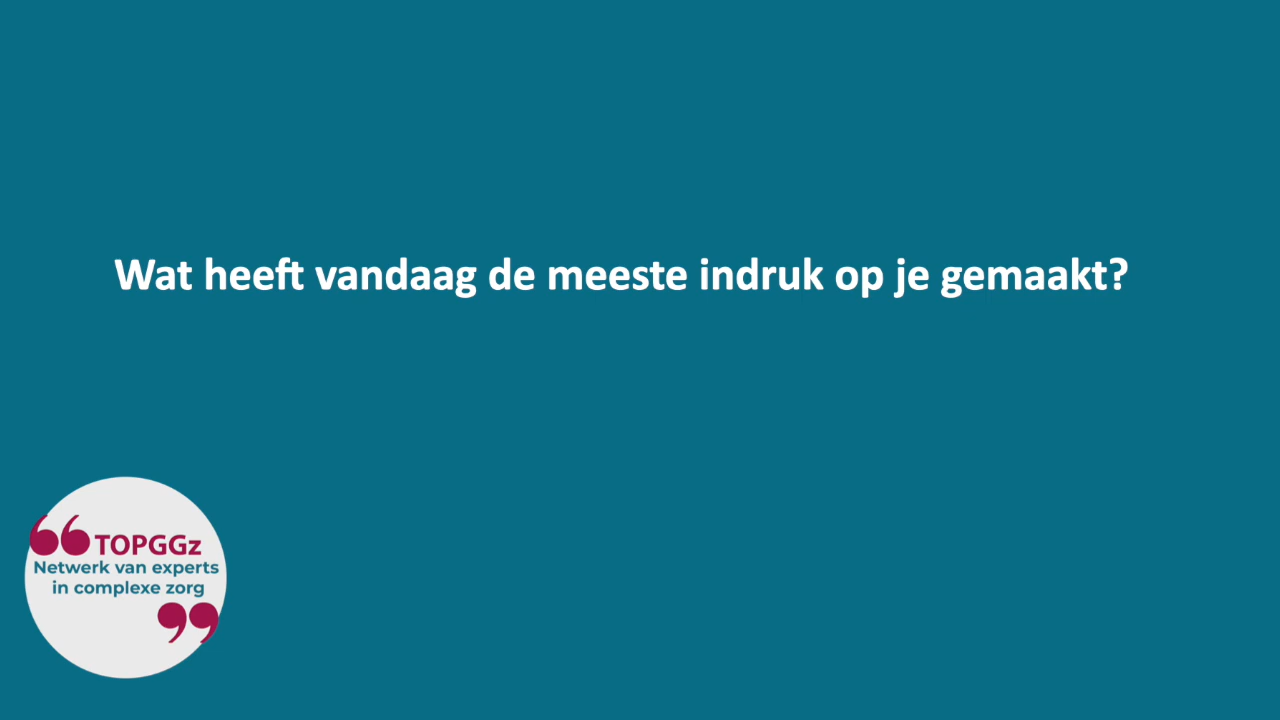 Wat heeft vandaag de meeste indruk op je gemaakt?
❝TOPGGz
Netwerk van experts
in complexe zorg
❞